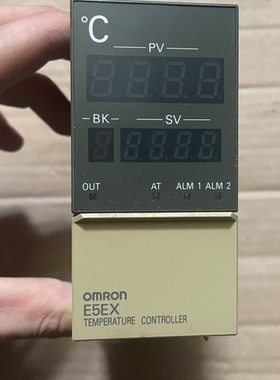 °C
PV
BK SV
OUT AT ALM 1 ALM 2
OMRON
E5EX
TEMPERATURE CONTROLLER